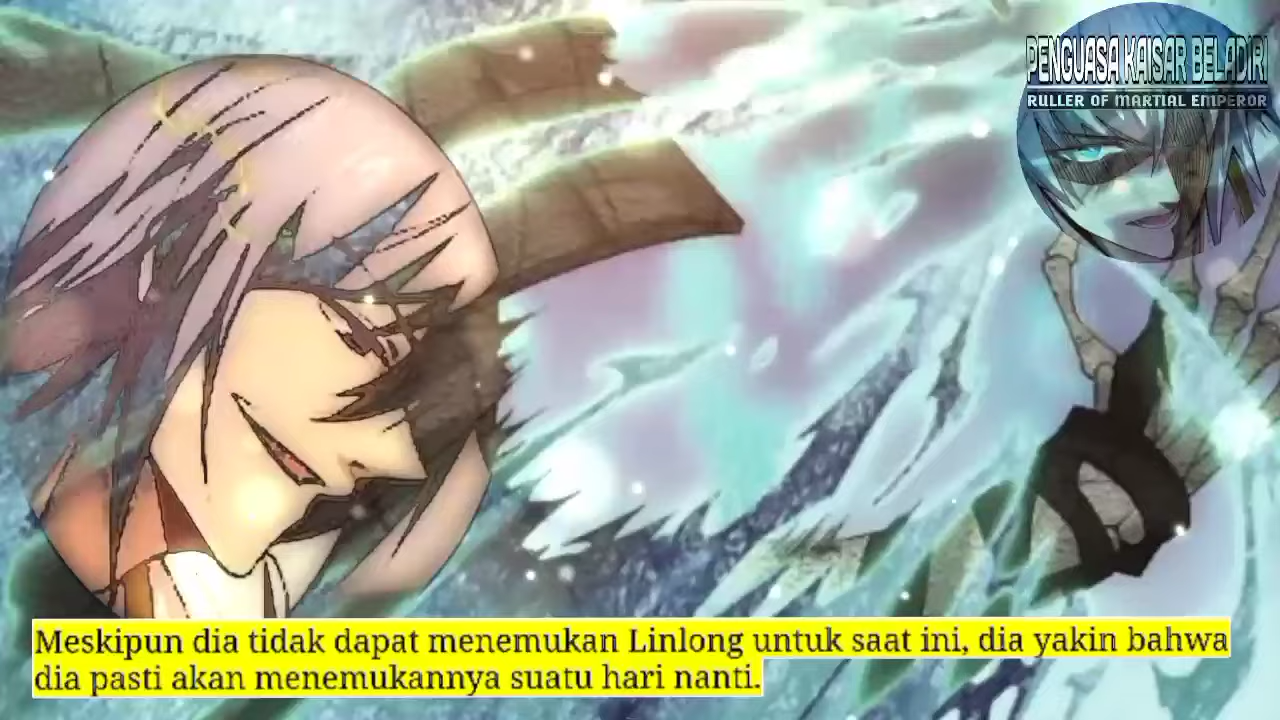 PENGUASA KAISAR BELADIRI
RULLER OF MARTIAL EMPEROR
Meskipun dia tidak dapat menemukan Linlong untuk saat ini, dia yakin bahwa
dia pasti akan menemukannya suatu hari nanti.